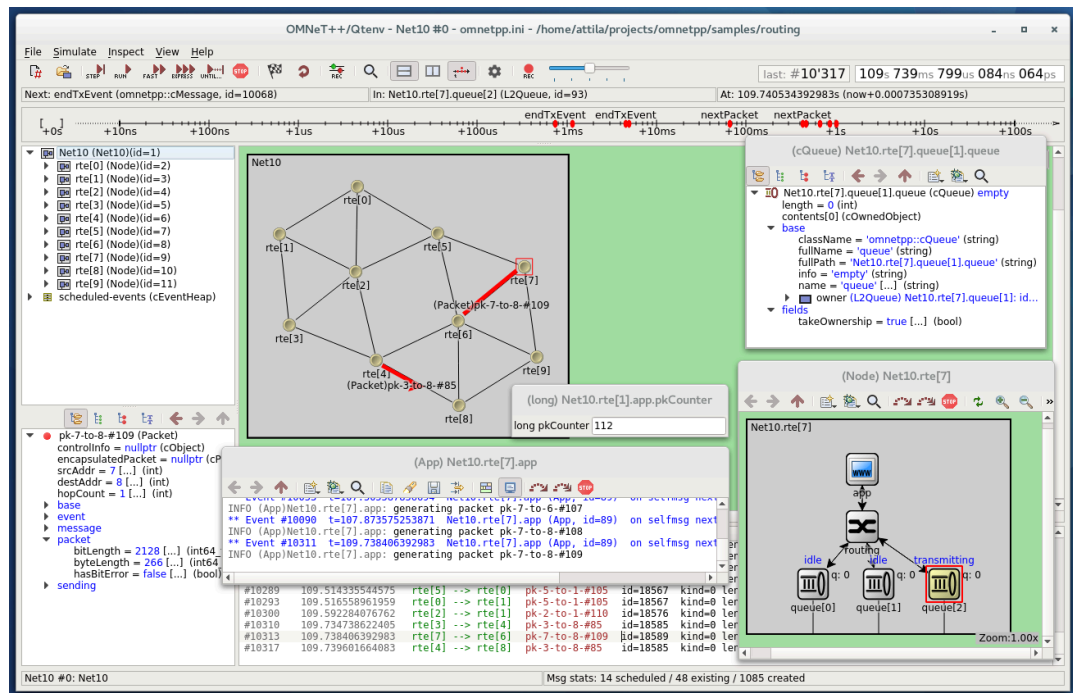 OMNeT++/Qtenv - Net10 #0 - omnetpp.ini - /home/attila/projects/omnetpp/samples/routing
File Simulate Inspect View Help
STEP RUN FAST EXPRESS UNTIL... STOP REC REC
last: #10'317 109s 739ms 799us 084ns 064ps
Next: endTxEvent (omnetpp::cMessage, id=10068) In: Net10.rte[7].queue[2] (L2Queue, id=93) At: 109.740534392983s (now+0.000735308919s)
endTxEvent endTxEvent nextPacket nextPacket
+0s +10ns +100ns +1us +10us +100us +1ms +10ms +100ms +1s +10s +100s
Net10 (Net10)(id=1)
rte[0] (Node)(id=2)
rte[1] (Node)(id=3)
rte[2] (Node)(id=4)
rte[3] (Node)(id=5)
rte[4] (Node)(id=6)
rte[5] (Node)(id=7)
rte[6] (Node)(id=8)
rte[7] (Node)(id=9)
rte[8] (Node)(id=10)
rte[9] (Node)(id=11)
scheduled-events (cEventHeap)
Net10
rte[0]
rte[1]
rte[5]
rte[2]
rte[7]
(Packet)pk-7-to-8-#109
rte[3]
rte[6]
rte[4]
rte[9]
(Packet)pk-3-to-8-#85
rte[8]
(cQueue) Net10.rte[7].queue[1].queue
Net10.rte[7].queue[1].queue (cQueue) empty
length = 0 (int)
contents[0] (cOwnedObject)
base
className = 'omnetpp::cQueue' (string)
fullName = 'queue' (string)
fullPath = 'Net10.rte[7].queue[1].queue' (string)
info = 'empty' (string)
name = 'queue' [...] (string)
owner (L2Queue) Net10.rte[7].queue[1]: id...
fields
takeOwnership = true [...] (bool)
(long) Net10.rte[1].app.pkCounter
long pkCounter 112
(Node) Net10.rte[7]
STOP
Net10.rte[7]
www
app
routing
idle idle transmitting
q: 0 q: 0 q: 0
queue[0] queue[1] queue[2]
Zoom:1.00x
pk-7-to-8-#109 (Packet)
controlInfo = nullptr (cObject)
encapsulatedPacket = nullptr (cP
srcAddr = 7 [...] (int)
destAddr = 8 [...] (int)
hopCount = 1 [...] (int)
base
event
message
packet
bitLength = 2128 [...] (int64_
byteLength = 266 [...] (int64_
hasBitError = false [...] (bool)
sending
(App) Net10.rte[7].app
STOP
INFO (App)Net10.rte[7].app: generating packet pk-7-to-6-#107
** Event #10090 t=107.873575253871 Net10.rte[7].app (App, id=89) on selfmsg next
INFO (App)Net10.rte[7].app: generating packet pk-7-to-8-#108
** Event #10311 t=109.738406392983 Net10.rte[7].app (App, id=89) on selfmsg next
INFO (App)Net10.rte[7].app: generating packet pk-7-to-8-#109
#10289 109.514335544575 rte[5] --> rte[0] pk-5-to-1-#105 id=18567 kind=0 ler
#10293 109.516558961959 rte[0] --> rte[1] pk-5-to-1-#105 id=18567 kind=0 ler
#10300 109.592284076762 rte[0] --> rte[1] pk-2-to-1-#110 id=18576 kind=0 ler
#10310 109.734738622405 rte[3] --> rte[4] pk-3-to-8-#85 id=18585 kind=0 ler
#10313 109.738406392983 rte[7] --> rte[6] pk-7-to-8-#109 id=18589 kind=0 ler
#10317 109.739601664083 rte[4] --> rte[8] pk-3-to-8-#85 id=18585 kind=0 ler
Net10 #0: Net10 Msg stats: 14 scheduled / 48 existing / 1085 created